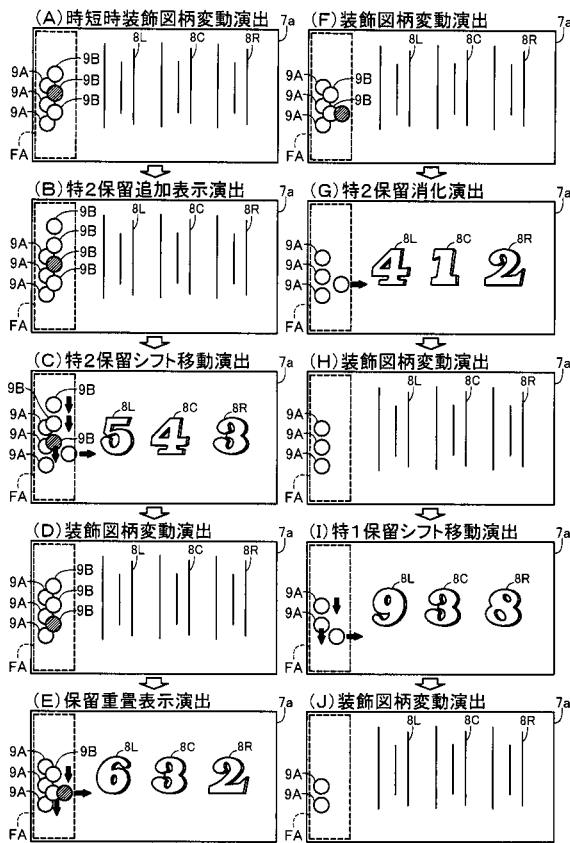 (A)時短時装飾図柄変動演出
7a
8L 8C 8R
9A 9B
9A 9B
9A 9B
FA
(B)特2保留追加表示演出
7a
8L 8C 8R
9B
9A 9B
9A 9B
9A 9B
FA
(C)特2保留シフト移動演出
7a
9B 9B
8L 8C 8R
9A
9A 9B
9A
5 4 3
FA
(D)装飾図柄変動演出
7a
8L 8C 8R
9A 9B
9A 9B
9A 9B
FA
(E)保留重畳表示演出
7a
8L 8C 8R
9A 9B
9A
9A
6 3 2
FA
(F)装飾図柄変動演出
7a
8L 8C 8R
9A 9B
9A 9B
9A
FA
(G)特2保留消化演出
7a
8L 8C 8R
9A
9A
9A
4 1 2
FA
(H)装飾図柄変動演出
7a
8L 8C 8R
9A
9A
9A
FA
(I)特1保留シフト移動演出
7a
8L 8C 8R
9A
9A
9 3 8
FA
(J)装飾図柄変動演出
7a
8L 8C 8R
9A
9A
FA